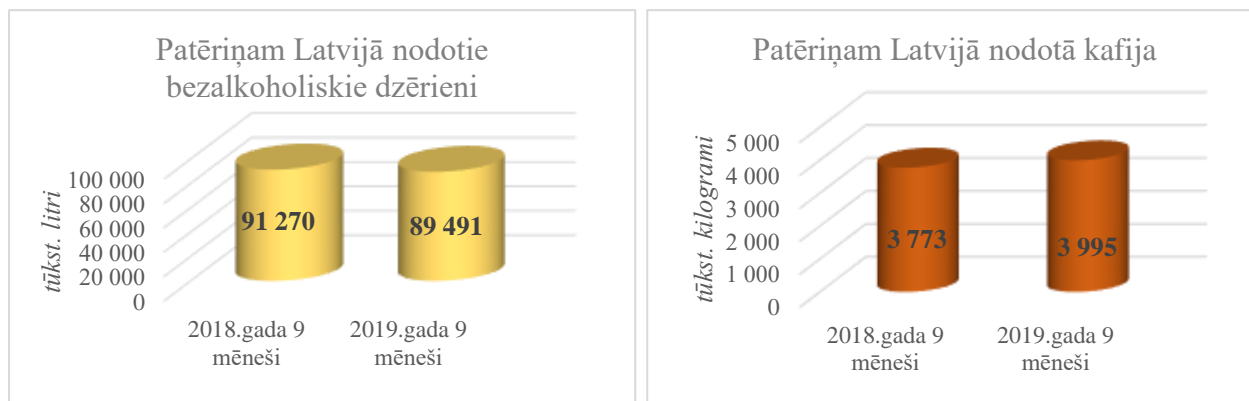 Patēriņam Latvijā nodotie
bezalkoholiskie dzērieni
tūkst. litri
100 000
80 000
60 000
40 000
20 000
0
91 270
89 491
2018.gada 9
mēneši
2019.gada 9
mēneši
Patēriņam Latvijā nodotā kafija
tūkst. kilogrami
5 000
4 000
3 000
2 000
1 000
0
3 773
3 995
2018.gada 9
mēneši
2019.gada 9
mēneši